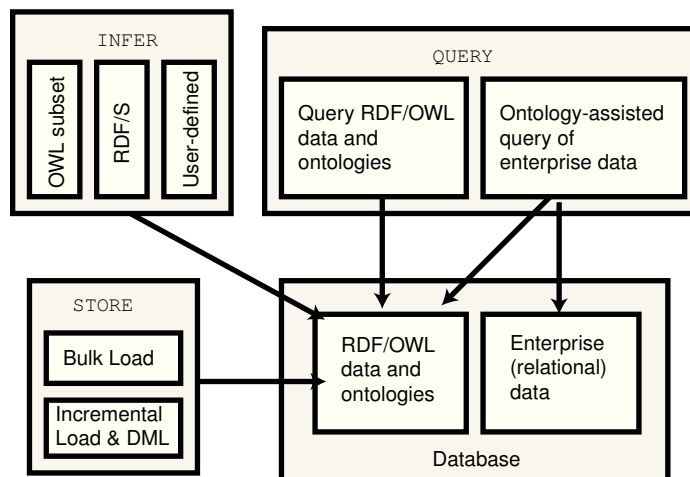 INFER
OWL subset
RDF/S
User-defined
QUERY
Query RDF/OWL
data and
ontologies
Ontology-assisted
query of
enterprise data
STORE
Bulk Load
Incremental
Load & DML
RDF/OWL
data and
ontologies
Enterprise
(relational)
data
Database